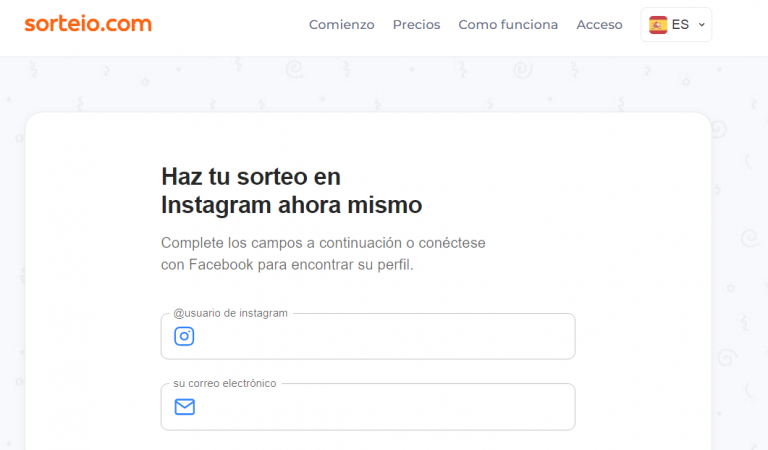 sorteio.com
Comienzo Precios Como funciona Acceso ES
Haz tu sorteo en
Instagram ahora mismo
Complete los campos a continuación o conéctese
con Facebook para encontrar su perfil.
@usuario de instagram
su correo electrónico